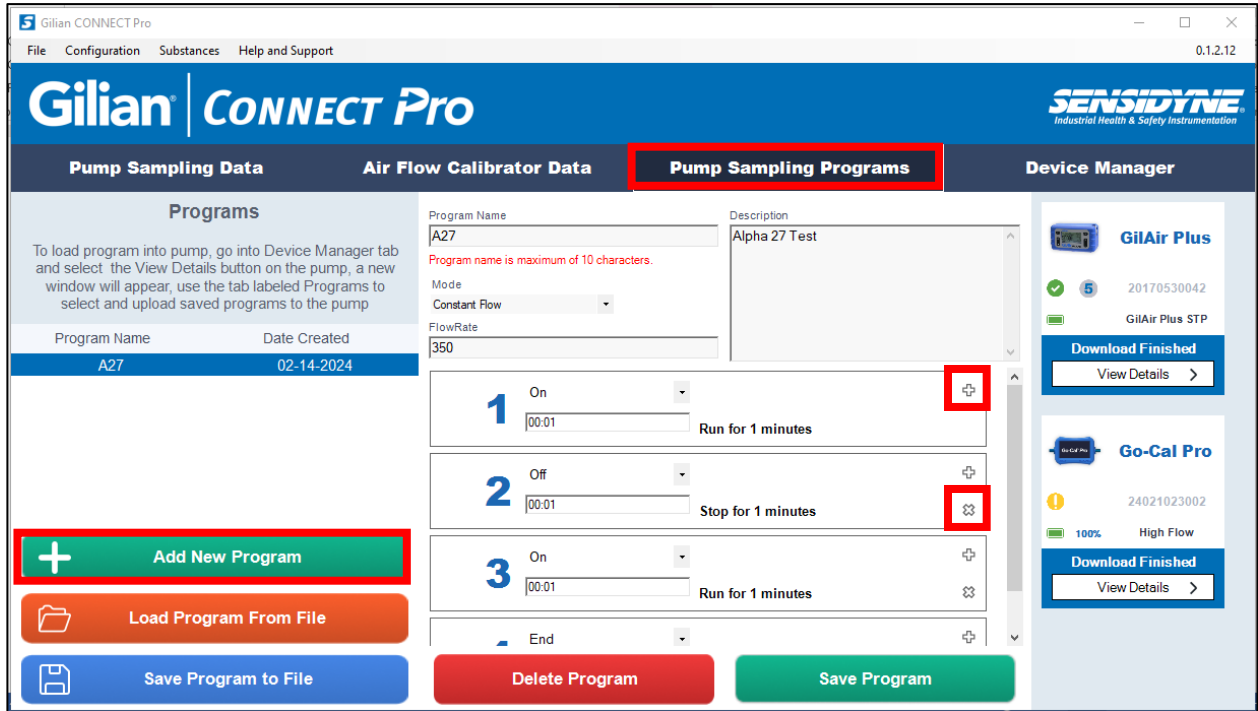 Gilian CONNECT Pro
File Configuration Substances Help and Support 0.1.2.12
Gilian® CONNECT Pro
SENSIDYNE®
Industrial Health & Safety Instrumentation
Pump Sampling Data Air Flow Calibrator Data Pump Sampling Programs Device Manager
Programs
To load program into pump, go into Device Manager tab
and select the View Details button on the pump, a new
window will appear, use the tab labeled Programs to
select and upload saved programs to the pump
Program Name Date Created
A27 02-14-2024
Add New Program
Load Program From File
Save Program to File
Program Name
A27
Program name is maximum of 10 characters.
Mode
Constant Flow
FlowRate
350
Description
Alpha 27 Test
1 On
00:01 Run for 1 minutes
2 Off
00:01 Stop for 1 minutes
3 On
00:01 Run for 1 minutes
End
Delete Program Save Program
GilAir Plus
5 20170530042
GilAir Plus STP
Download Finished
View Details
Go-Cal Pro
Go-Cal Pro
24021023002
100% High Flow
Download Finished
View Details